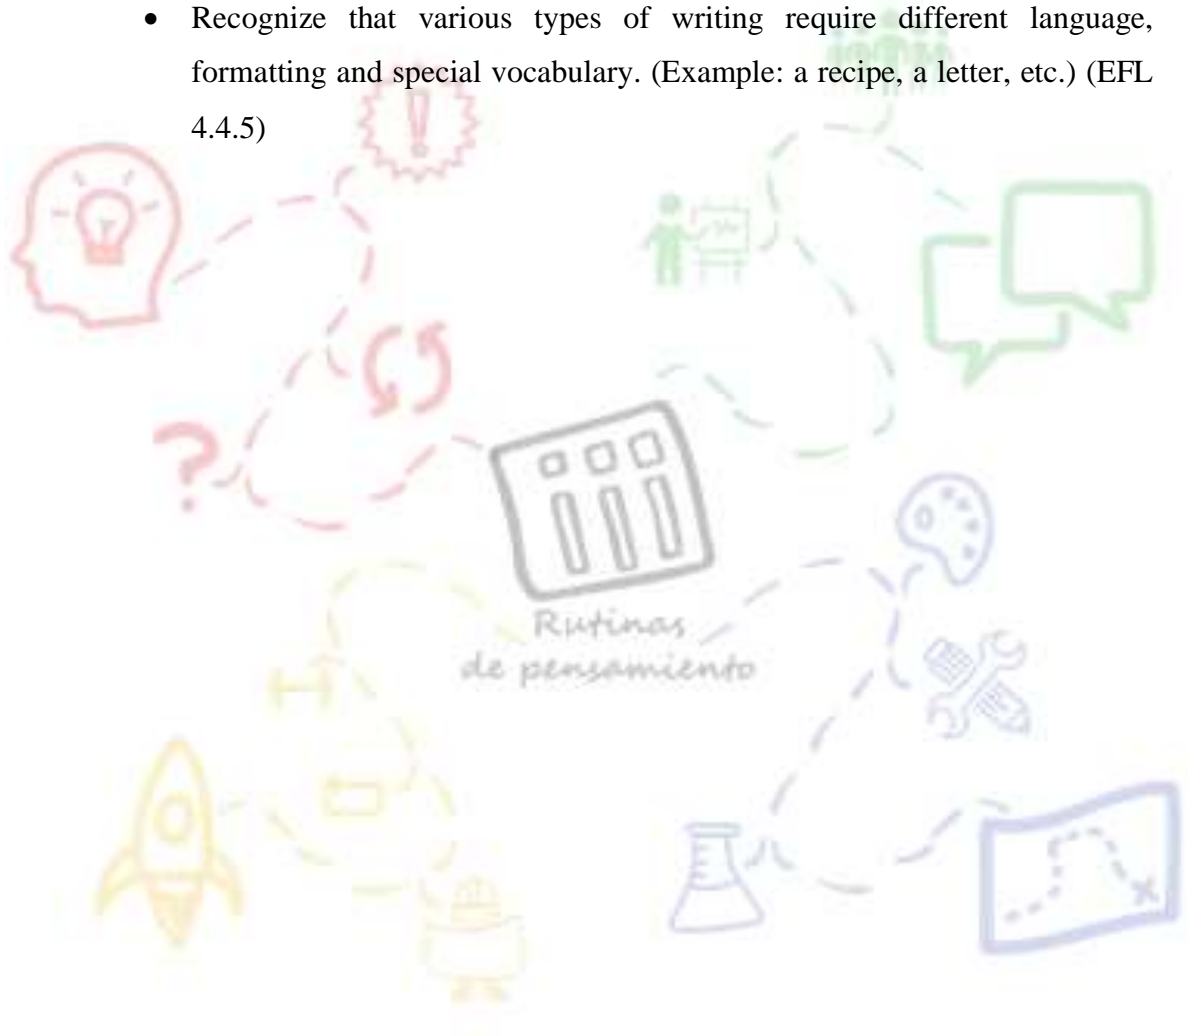 • Recognize that various types of writing require different language,
formatting and special vocabulary. (Example: a recipe, a letter, etc.) (EFL
4.4.5)
Rutinas
de pensamiento